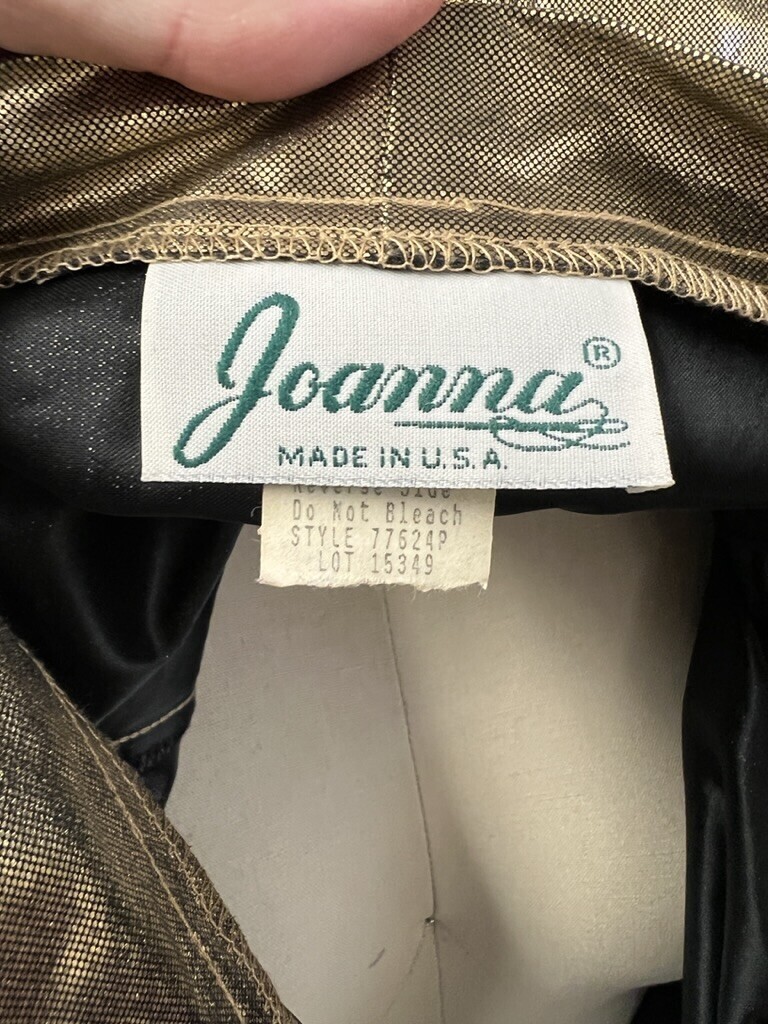 Joanna®
MADE IN U.S.A.
Reverse Side
Do Not Bleach
STYLE 77624P
LOT 15349